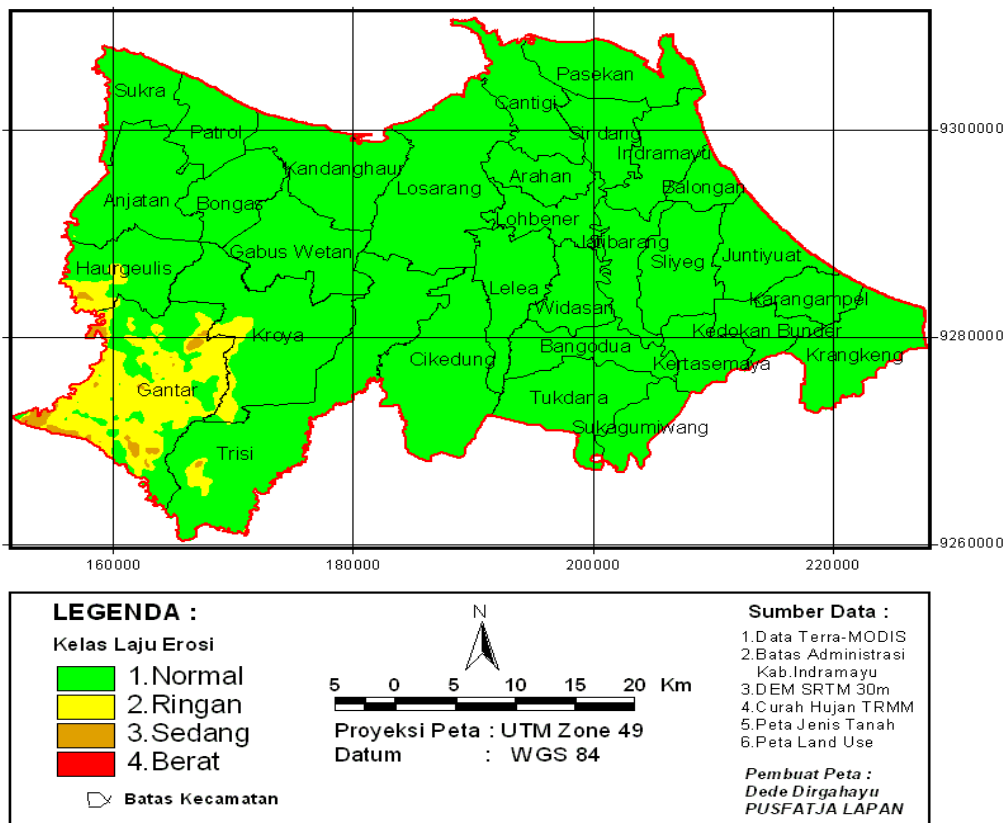 Pasekan
Sukra
Cantigi
Patrol
Sindang
9300000
Indramayu
Kandanghaur
Arahan
Losarang
Balongan
Anjatan
Bongas
Lohbener
Jatibarang
Gabus Wetan
Juntiyuat
Sliyeg
Haurgeulis
Lelea
Karangampel
Widasari
Kroya
Kedokan Bunder
9280000
Bangodua
Cikedung
Krangkeng
Kertasemaya
Gantar
Tukdana
Sukagumiwang
Trisi
9260000
160000 180000 200000 220000
LEGENDA :
Kelas Laju Erosi
1.Normal
2.Ringan
3.Sedang
4.Berat
Batas Kecamatan
N
5 0 5 10 15 20 Km
Proyeksi Peta : UTM Zone 49
Datum : WGS 84
Sumber Data :
1.Data Terra-MODIS
2.Batas Administrasi
Kab.Indramayu
3.DEM SRTM 30m
4.Curah Hujan TRMM
5.Peta Jenis Tanah
6.Peta Land Use
Pembuat Peta :
Dede Dirgahayu
PUSFATJA LAPAN